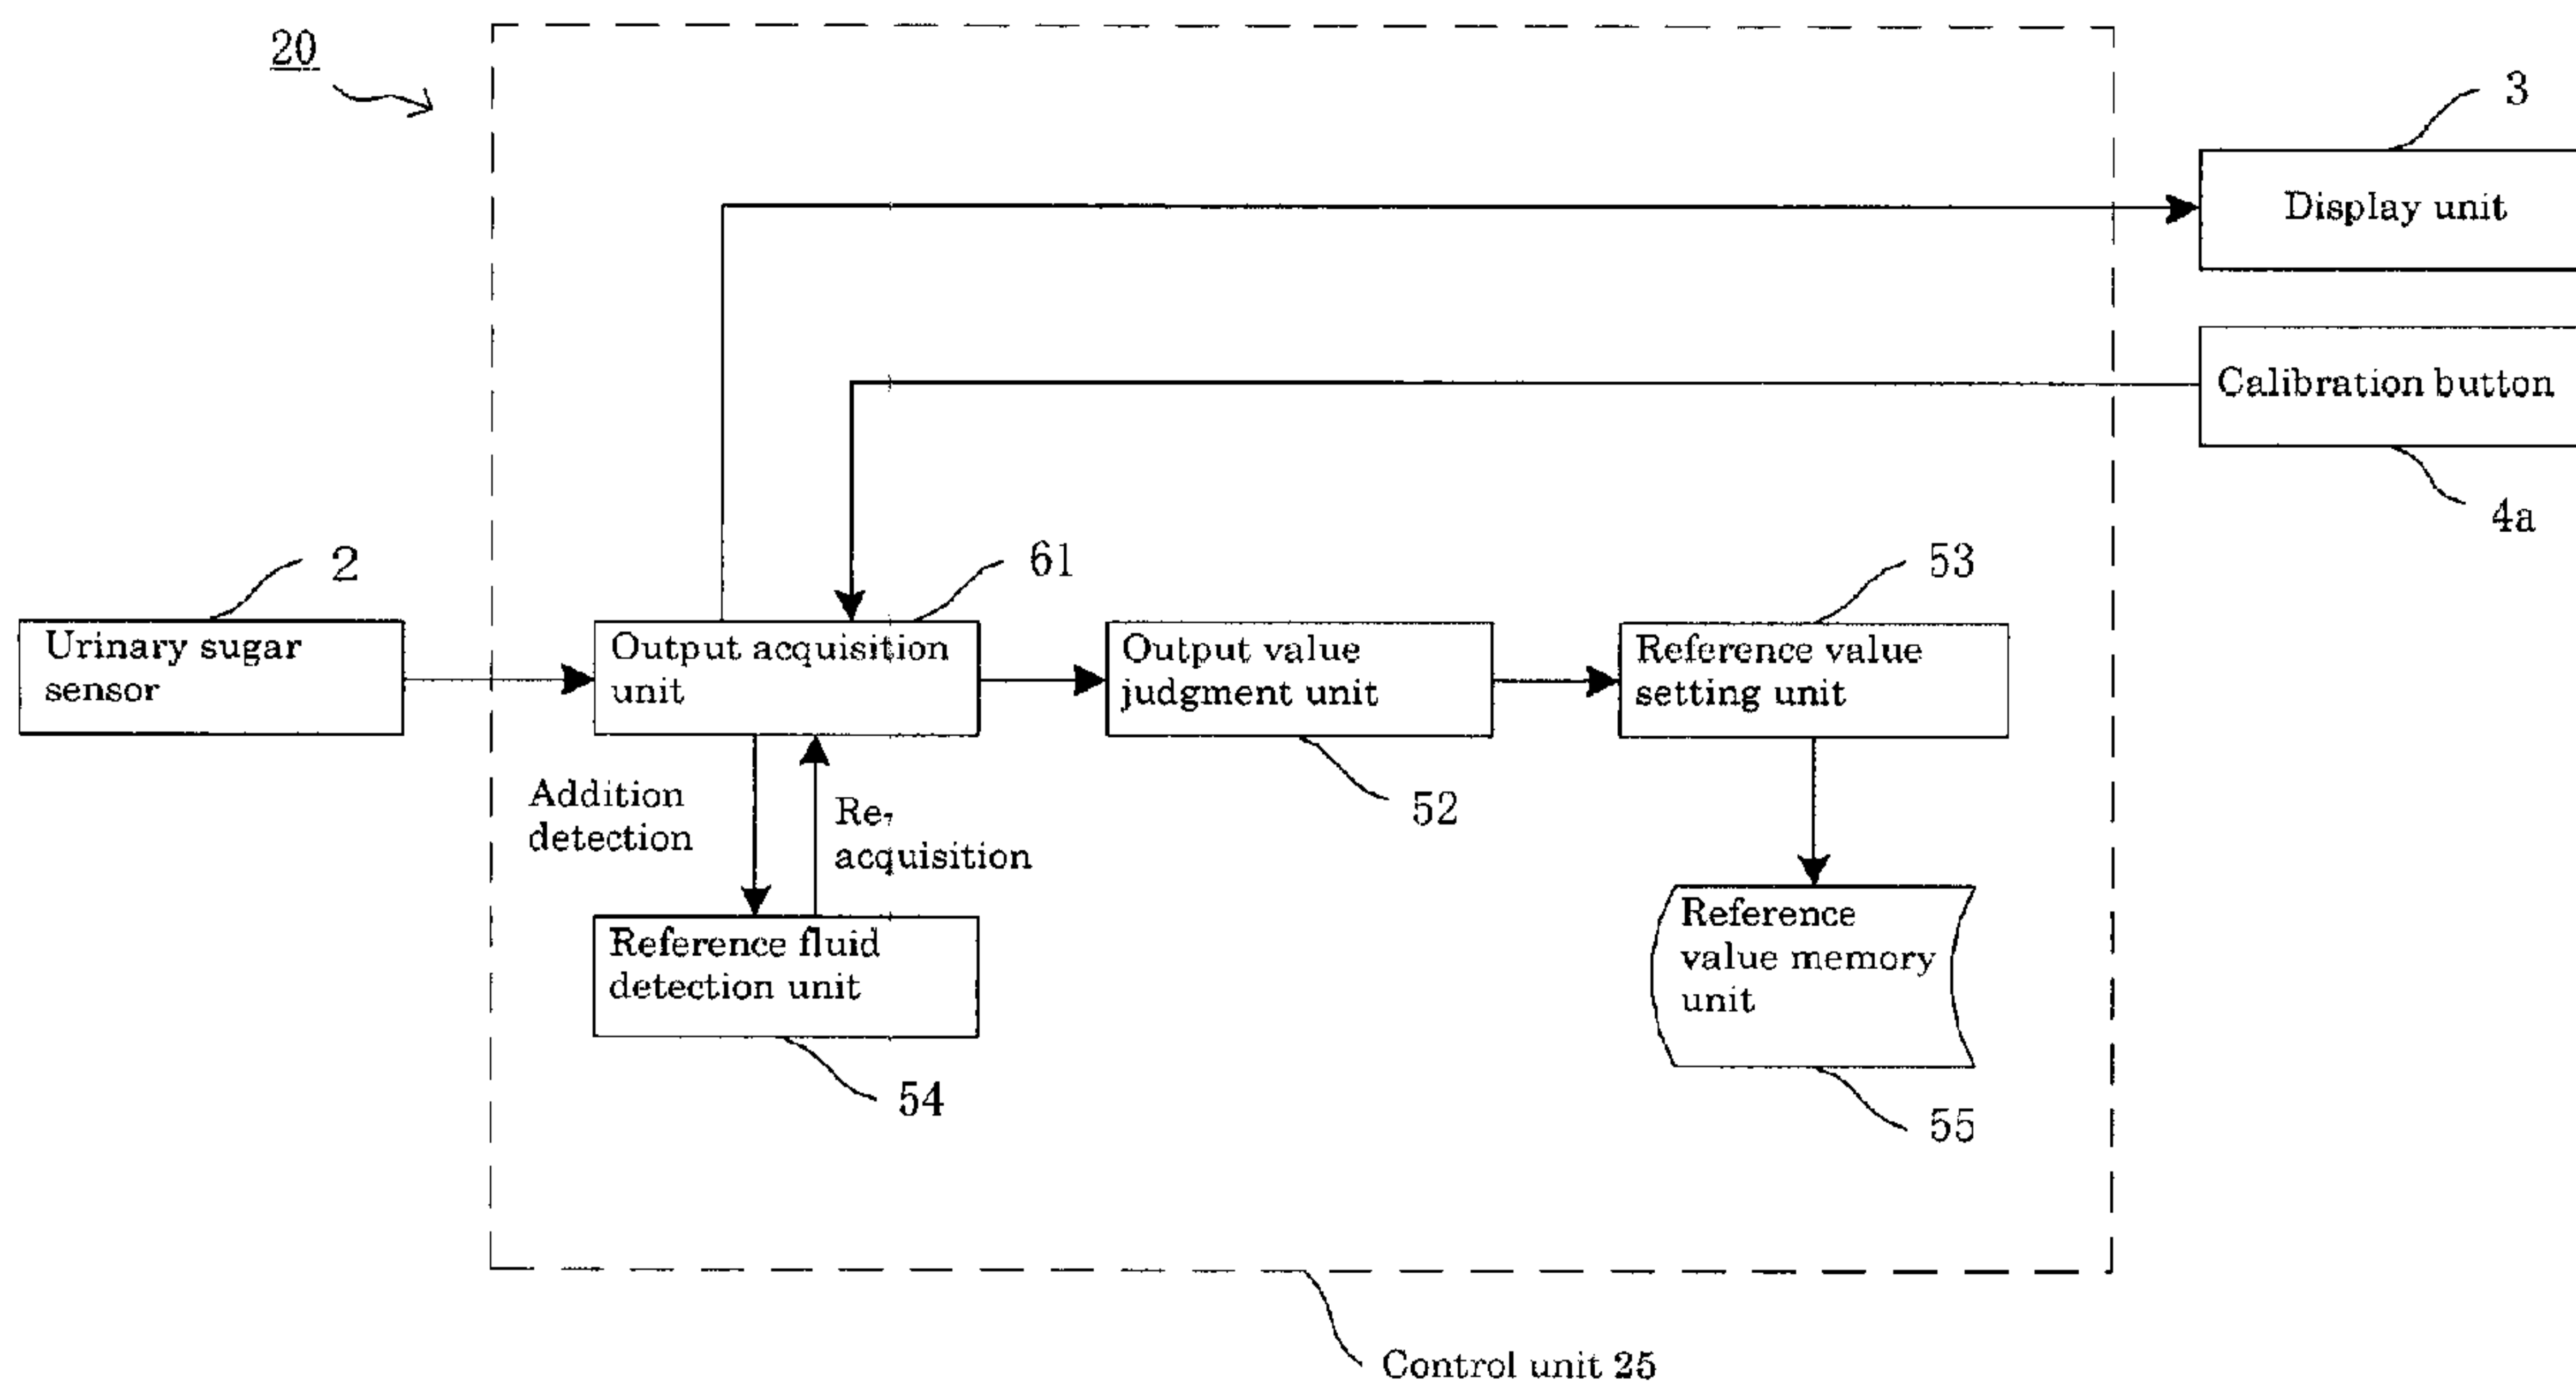 20
3
Display unit
Calibration button
4a
2
61
53
Urinary sugar
sensor
Output acquisition
unit
Output value
judgment unit
Reference value
setting unit
52
Addition
detection
Re-
acquisition
Reference fluid
detection unit
54
Reference
value memory
unit
55
Control unit 25